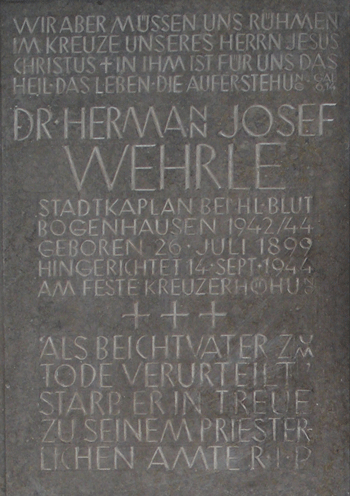 WIR ABER MÜSSEN UNS RÜHMEN
IM KREUZE UNSERES HERRN JESUS
CHRISTUS + IN IHM IST FÜR UNS DAS
HEIL · DAS LEBEN · DIE AUFERSTEHUNG GAL 6.14
DR · HERMANN JOSEF
WEHRLE
STADTKAPLAN BEI HL · BLUT
BOGENHAUSEN 1942/44
GEBOREN 26 · JULI 1899
HINGERICHTET 14 · SEPT · 1944
AM FESTE KREUZERHÖHUNG
+ + +
'ALS BEICHTVATER ZUM
TODE VERURTEILT
STARB ER IN TREUE
ZU SEINEM PRIESTER-
LICHEN AMTE R · I · P